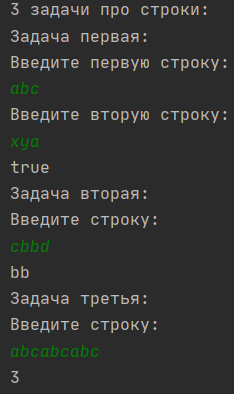 3 задачи про строки:
Задача первая:
Введите первую строку:
abc
Введите вторую строку:
xya
true
Задача вторая:
Введите строку:
cbbd
bb
Задача третья:
Введите строку:
abcabcabc
3